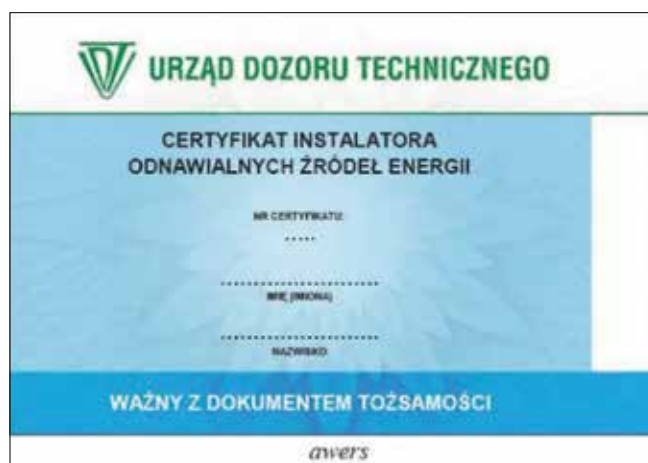 URZĄD DOZORU TECHNICZNEGO
CERTYFIKAT INSTALATORA
ODNAWIALNYCH ŹRÓDEŁ ENERGII
NR CERTYFIKATU:
.....
........................
IMIĘ (IMIONA)
........................
NAZWISKO
WAŻNY Z DOKUMENTEM TOŻSAMOŚCI
awers